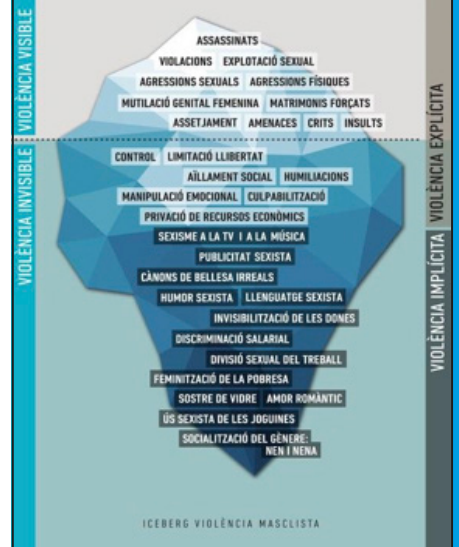 VIOLÈNCIA VISIBLE
VIOLÈNCIA INVISIBLE
ASSASSINATS
VIOLACIONS EXPLOTACIÓ SEXUAL
AGRESSIONS SEXUALS AGRESSIONS FÍSIQUES
MUTILACIÓ GENITAL FEMENINA MATRIMONIS FORÇATS
ASSETJAMENT AMENACES CRITS INSULTS
CONTROL LIMITACIÓ LLIBERTAT
AÏLLAMENT SOCIAL HUMILIACIONS
MANIPULACIÓ EMOCIONAL CULPABILITZACIÓ
PRIVACIÓ DE RECURSOS ECONÒMICS
SEXISME A LA TV I A LA MÚSICA
PUBLICITAT SEXISTA
CÀNONS DE BELLESA IRREALS
HUMOR SEXISTA LLENGUATGE SEXISTA
INVISIBILITZACIÓ DE LES DONES
DISCRIMINACIÓ SALARIAL
DIVISIÓ SEXUAL DEL TREBALL
FEMINITZACIÓ DE LA POBRESA
SOSTRE DE VIDRE AMOR ROMÀNTIC
ÚS SEXISTA DE LES JOGUINES
SOCIALITZACIÓ DEL GÈNERE:
NEN I NENA
VIOLÈNCIA EXPLÍCITA
VIOLÈNCIA IMPLÍCITA
ICEBERG VIOLÈNCIA MASCLISTA